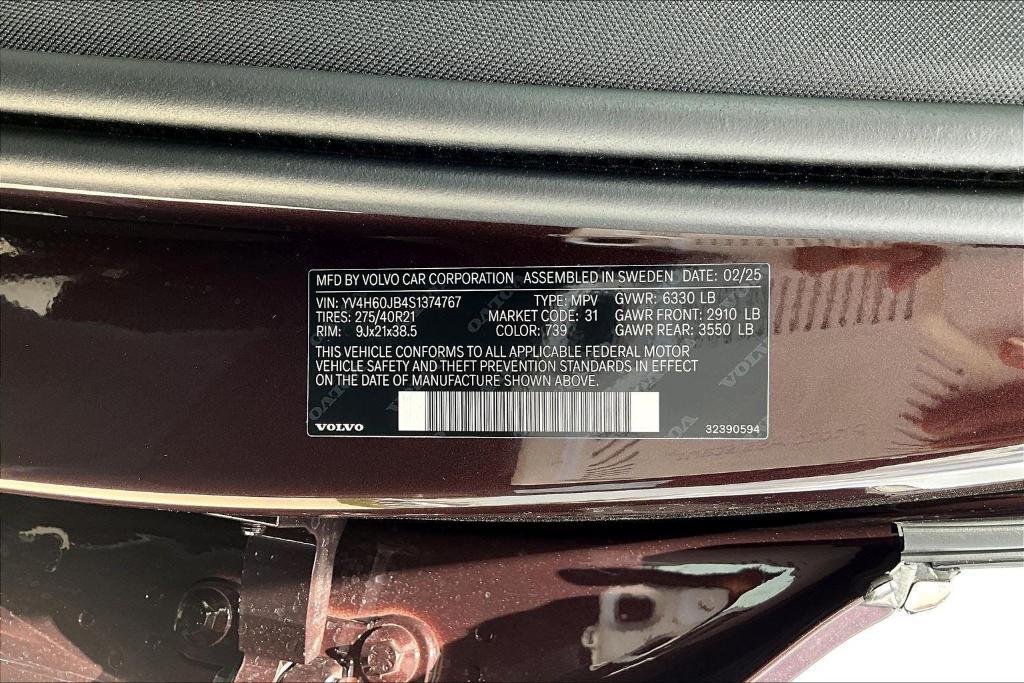 MFD BY VOLVO CAR CORPORATION ASSEMBLED IN SWEDEN DATE: 02/25
VIN: YV4H60JB4S1374767 TYPE: MPV GVWR: 6330 LB
TIRES: 275/40R21 MARKET CODE: 31 GAWR FRONT: 2910 LB
RIM: 9Jx21x38.5 COLOR: 739 GAWR REAR: 3550 LB
THIS VEHICLE CONFORMS TO ALL APPLICABLE FEDERAL MOTOR
VEHICLE SAFETY AND THEFT PREVENTION STANDARDS IN EFFECT
ON THE DATE OF MANUFACTURE SHOWN ABOVE.
VOLVO 32390594